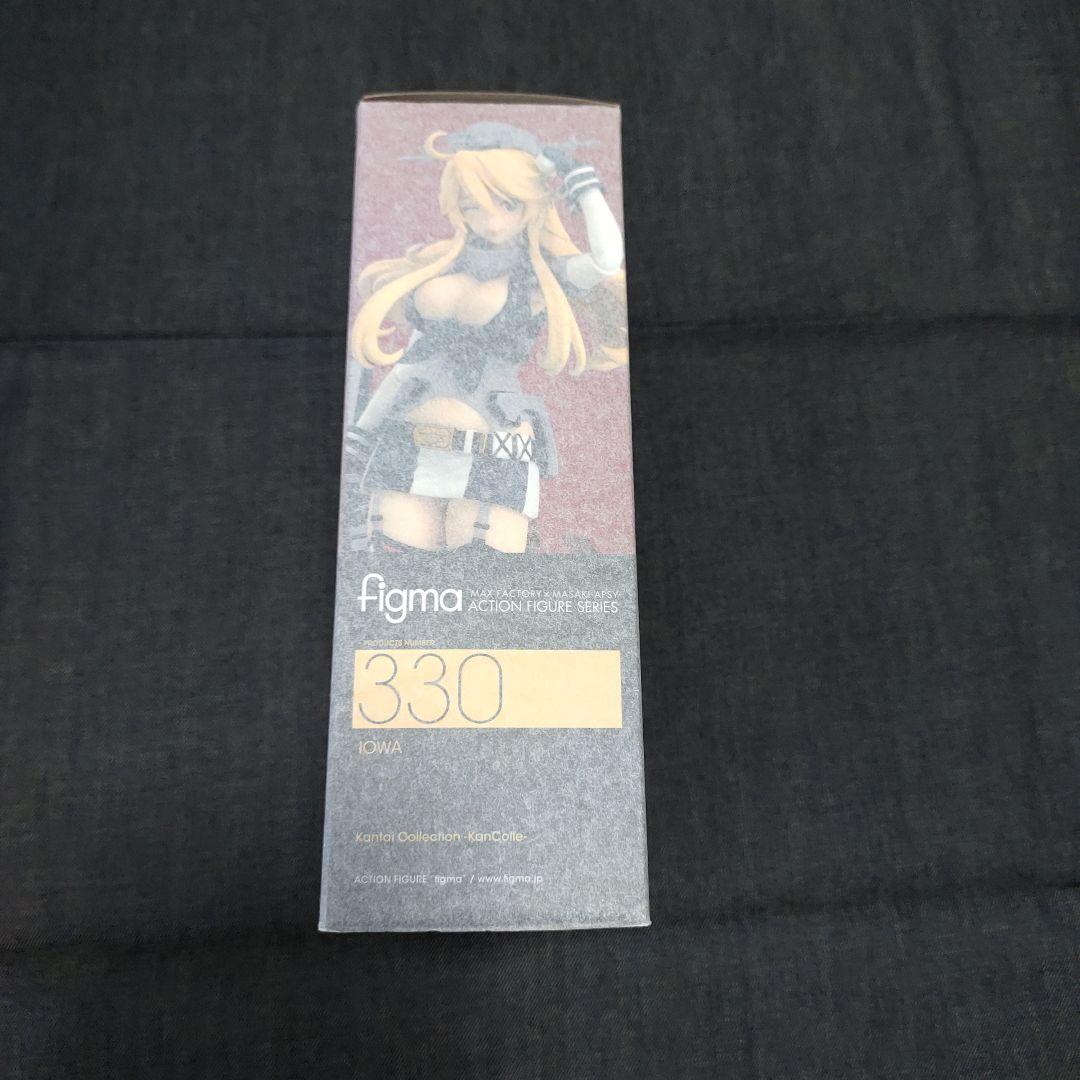 figma MAX FACTORY × MASAKI APSY
ACTION FIGURE SERIES
PRODUCTS NUMBER
330
IOWA
Kantai Collection -KanColle-
ACTION FIGURE "figma" / www.figma.jp